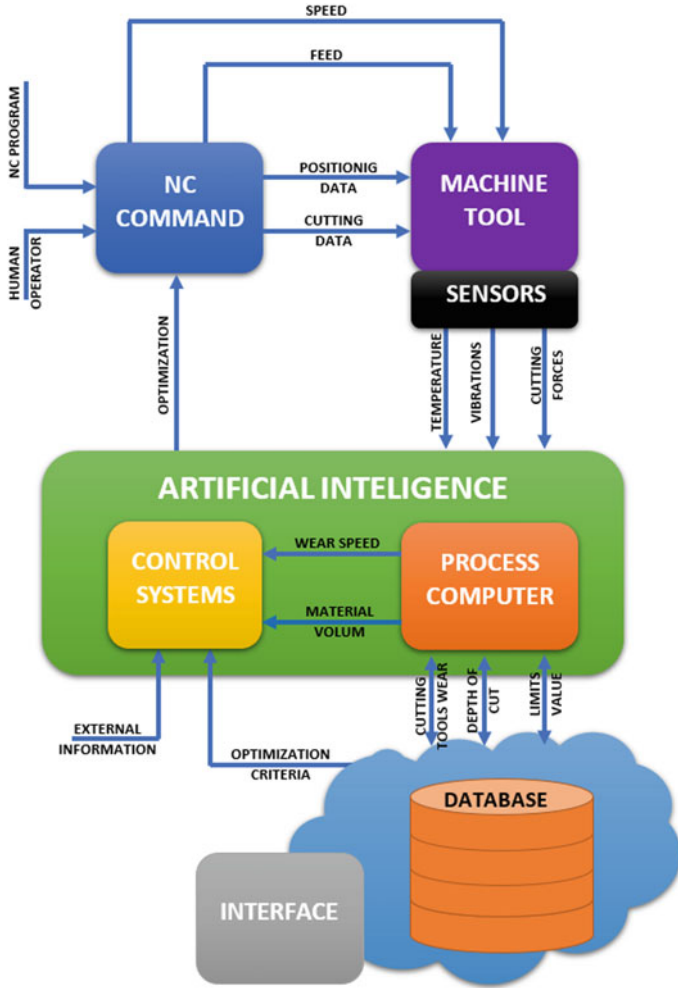 SPEED
FEED
NC PROGRAM
NC
COMMAND
POSITIONIG
DATA
CUTTING
DATA
MACHINE
TOOL
HUMAN
OPERATOR
SENSORS
OPTIMIZATION
TEMPERATURE
VIBRATIONS
CUTTING
FORCES
ARTIFICIAL INTELIGENCE
CONTROL
SYSTEMS
WEAR SPEED
MATERIAL
VOLUM
PROCESS
COMPUTER
CUTTING
TOOLS WEAR
DEPTH OF
CUT
LIMITS
VALUE
EXTERNAL
INFORMATION
OPTIMIZATION
CRITERIA
DATABASE
INTERFACE